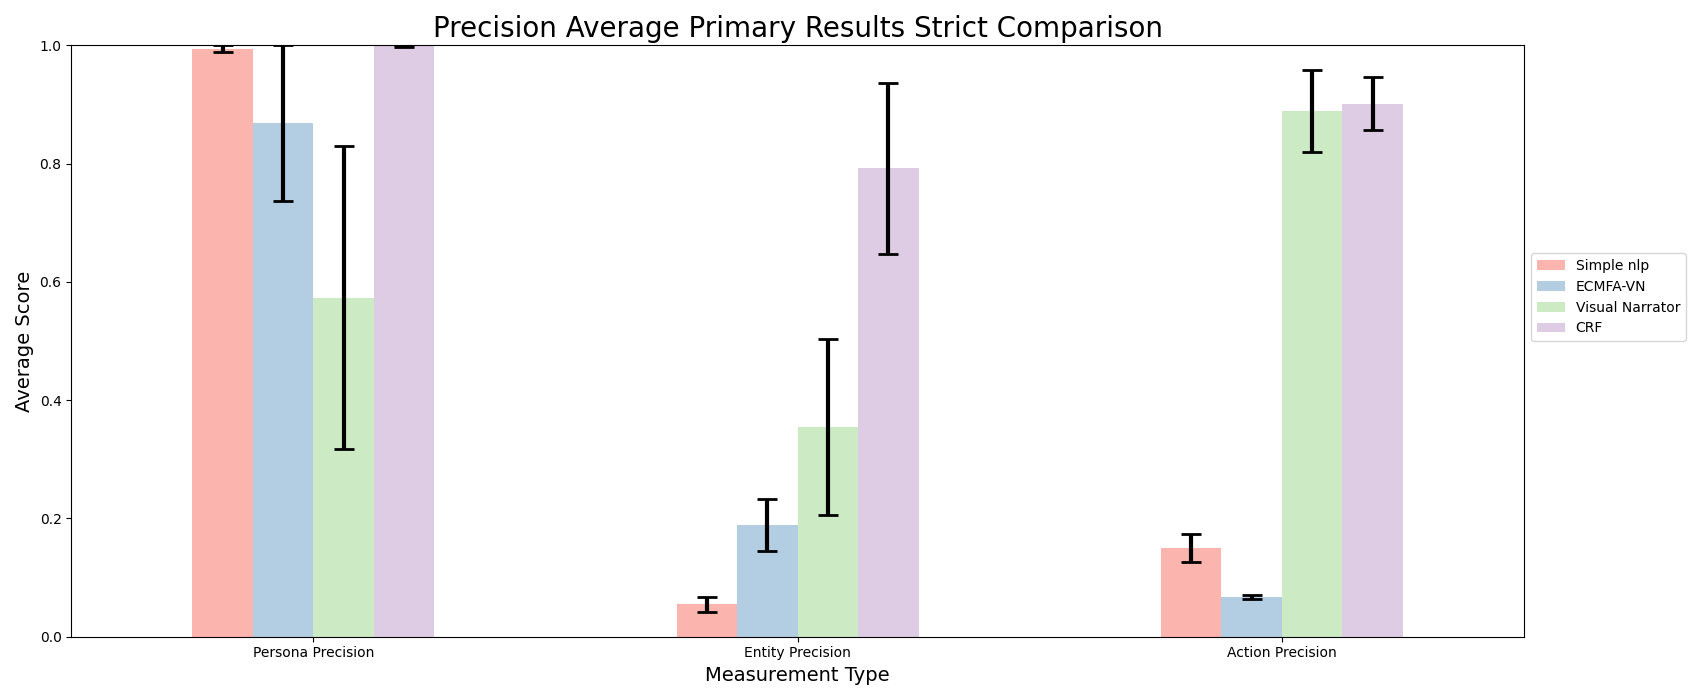 Precision Average Primary Results Strict Comparison
1.0
0.8
0.6
0.4
0.2
0.0
Average Score
Persona Precision
Entity Precision
Action Precision
Measurement Type
Simple nlp
ECMFA-VN
Visual Narrator
CRF